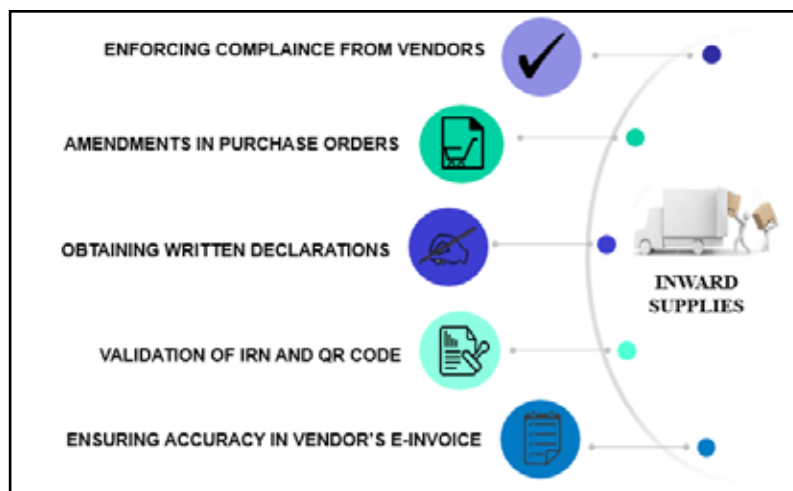 ENFORCING COMPLAINCE FROM VENDORS
AMENDMENTS IN PURCHASE ORDERS
OBTAINING WRITTEN DECLARATIONS
INWARD
SUPPLIES
VALIDATION OF IRN AND QR CODE
ENSURING ACCURACY IN VENDOR'S E-INVOICE